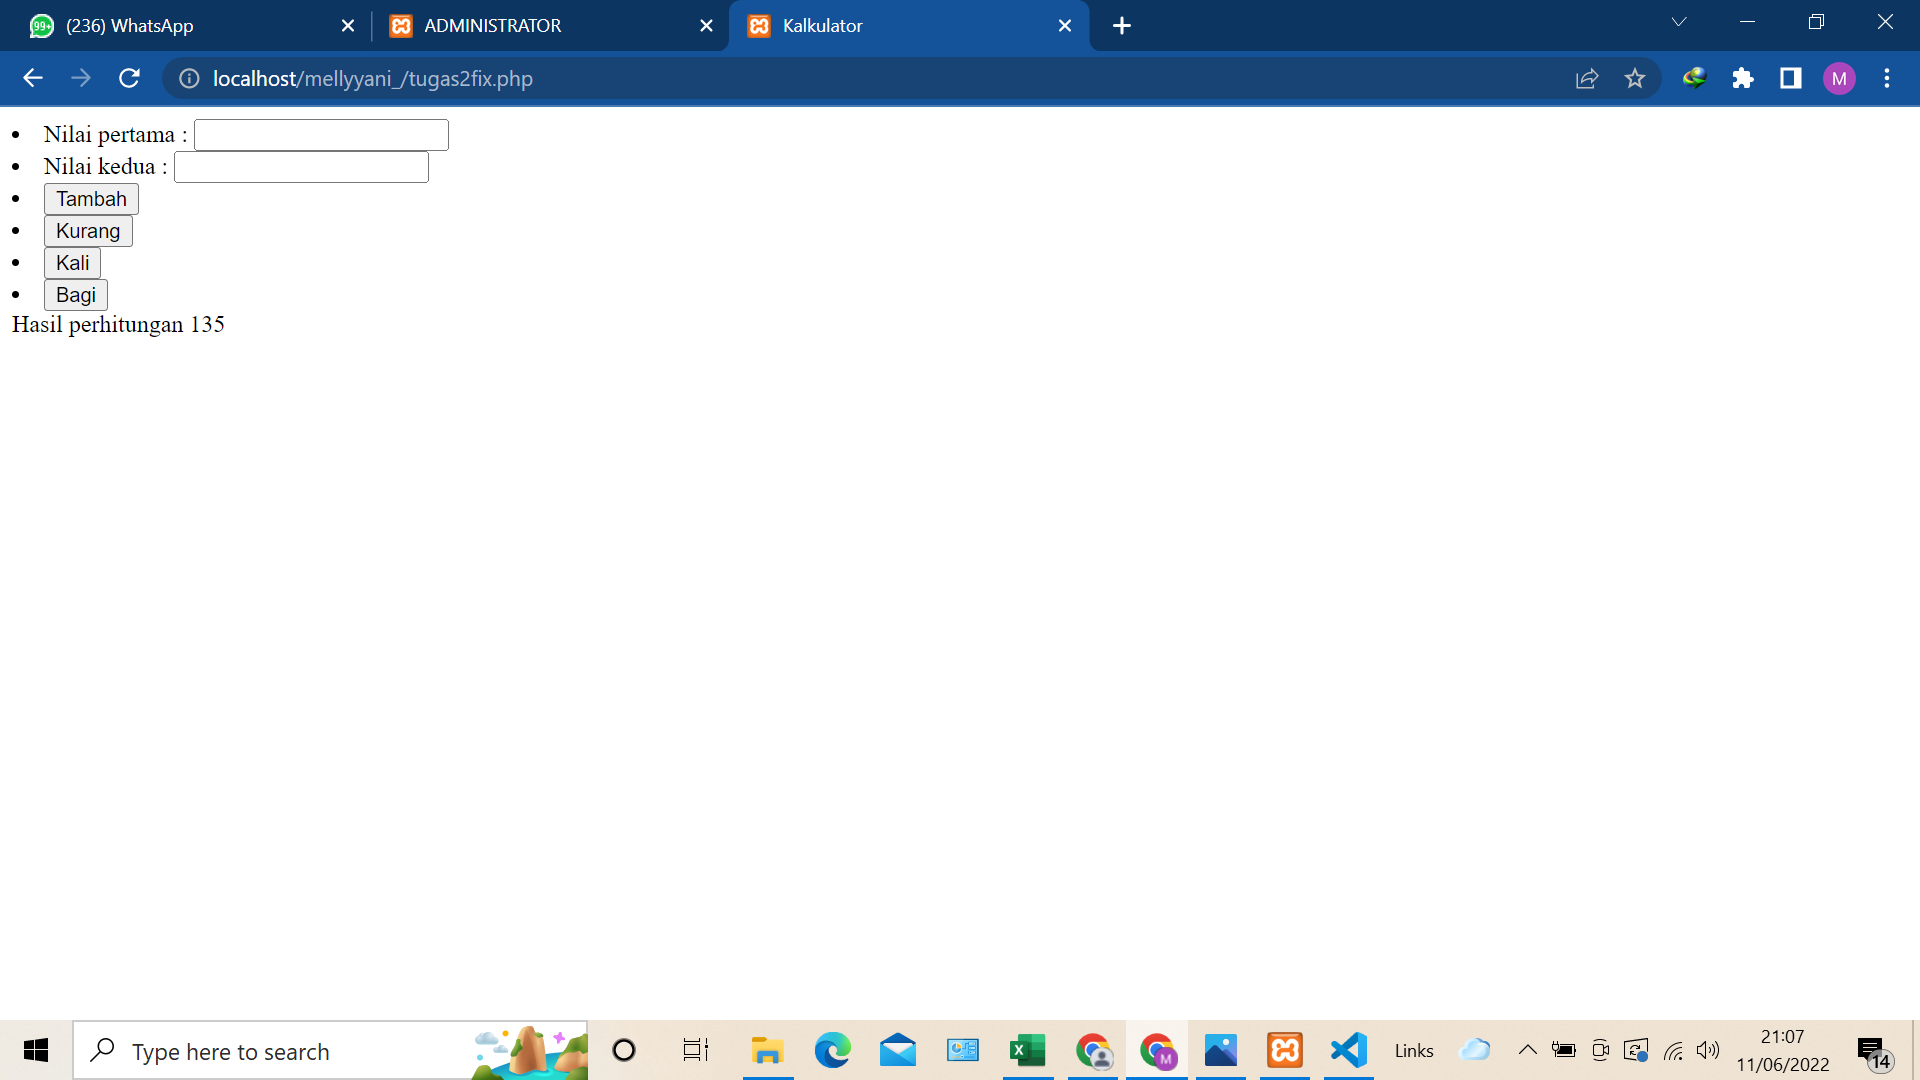 (236) WhatsApp
ADMINISTRATOR
Kalkulator
localhost/mellyyani_/tugas2fix.php
M
Nilai pertama :
Nilai kedua :
Tambah
Kurang
Kali
Bagi
Hasil perhitungan 135
Type here to search
Links
21:07
11/06/2022
14
99+
M
X